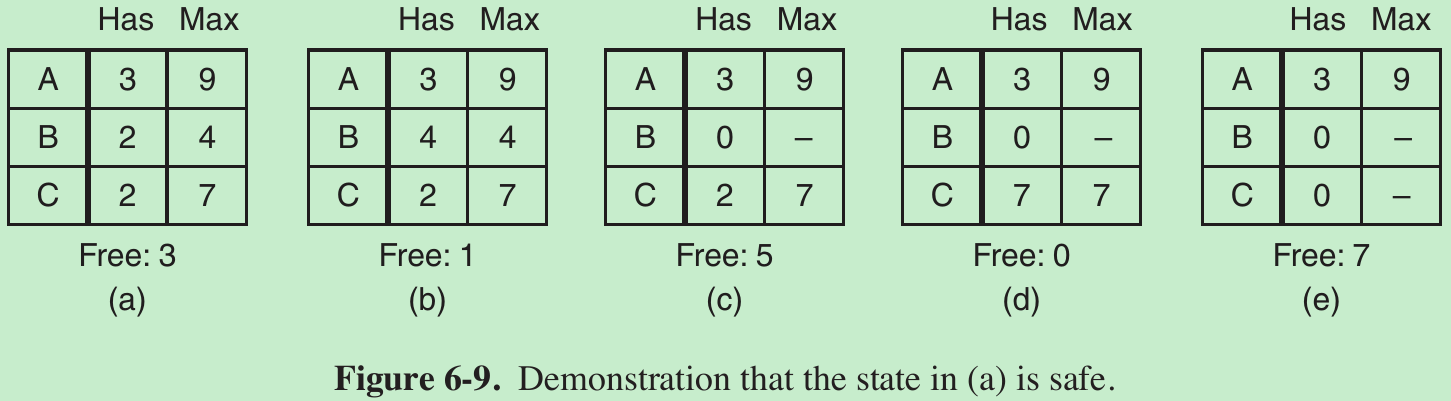 Has Max Has Max Has Max Has Max Has Max
A 3 9 A 3 9 A 3 9 A 3 9 A 3 9
B 2 4 B 4 4 B 0 – B 0 – B 0 –
C 2 7 C 2 7 C 2 7 C 7 7 C 0 –
Free: 3 Free: 1 Free: 5 Free: 0 Free: 7
(a) (b) (c) (d) (e)
Figure 6-9. Demonstration that the state in (a) is safe.